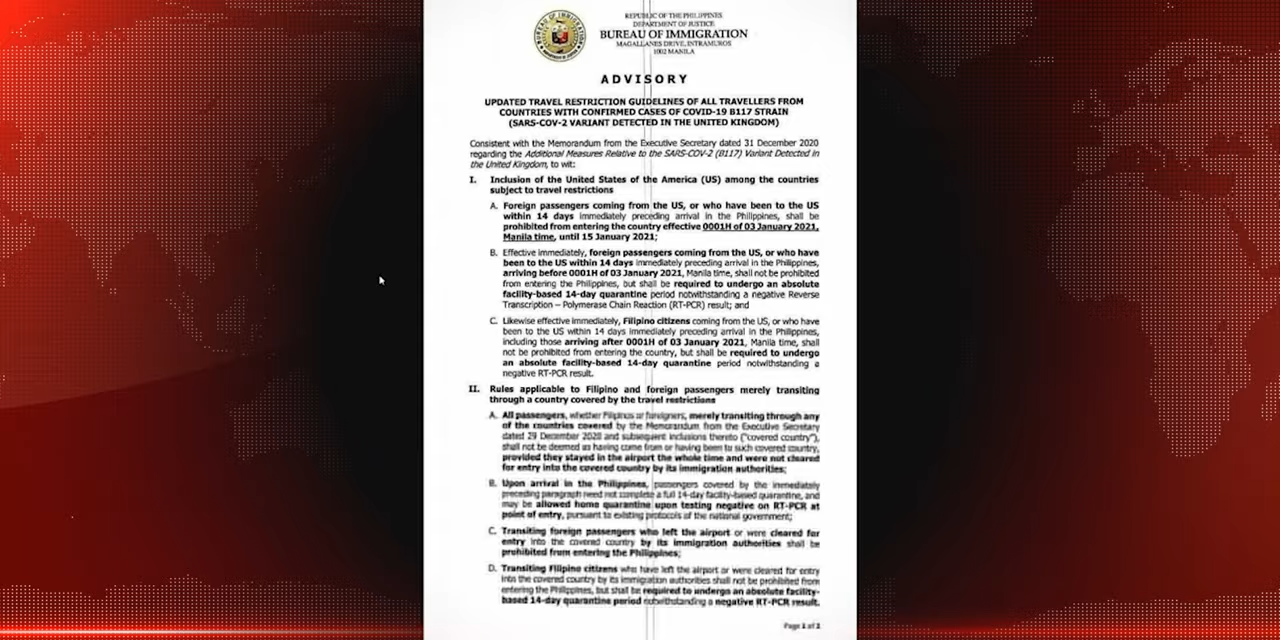 REPUBLIC OF THE PHILIPPINES
DEPARTMENT OF JUSTICE
BUREAU OF IMMIGRATION
MAGALLANES DRIVE, INTRAMUROS
1002 MANILA
ADVISORY
UPDATED TRAVEL RESTRICTION GUIDELINES OF ALL TRAVELLERS FROM
COUNTRIES WITH CONFIRMED CASES OF COVID-19 B117 STRAIN
(SARS-COV-2 VARIANT DETECTED IN THE UNITED KINGDOM)
Consistent with the Memorandum from the Executive Secretary dated 31 December 2020
regarding the Additional Measures Relative to the SARS-COV-2 (B117) Variant Detected in
the United Kingdom, to wit:
I. Inclusion of the United States of the America (US) among the countries
subject to travel restrictions
A. Foreign passengers coming from the US, or who have been to the US
within 14 days immediately preceding arrival in the Philippines, shall be
prohibited from entering the country effective 0001H of 03 January 2021,
Manila time, until 15 January 2021;
B. Effective immediately, foreign passengers coming from the US, or who have
been to the US within 14 days immediately preceding arrival in the Philippines,
arriving before 0001H of 03 January 2021, Manila time, shall not be prohibited
from entering the Philippines, but shall be required to undergo an absolute
facility-based 14-day quarantine period notwithstanding a negative Reverse
Transcription – Polymerase Chain Reaction (RT-PCR) result; and
C. Likewise effective immediately, Filipino citizens coming from the US, or who have
been to the US within 14 days immediately preceding arrival in the Philippines,
including those arriving after 0001H of 03 January 2021, Manila time, shall
not be prohibited from entering the country, but shall be required to undergo
an absolute facility-based 14-day quarantine period notwithstanding a
negative RT-PCR result.
II. Rules applicable to Filipino and foreign passengers merely transiting
through a country covered by the travel restrictions
A. All passengers, whether Filipinos or foreigners, merely transiting through any
of the countries covered by the Memorandum from the Executive Secretary
dated 29 December 2020 and subsequent inclusions thereto ("covered country"),
shall not be deemed as having come from or having been to such covered country,
provided they stayed in the airport the whole time and were not cleared
for entry into the covered country by its immigration authorities;
B. Upon arrival in the Philippines, passengers covered by the immediately
preceding paragraph need not complete a full 14-day facility-based quarantine, and
may be allowed home quarantine upon testing negative on RT-PCR at
point of entry, pursuant to existing protocols of the national government;
C. Transiting foreign passengers who left the airport or were cleared for
entry into the covered country by its immigration authorities shall be
prohibited from entering the Philippines;
D. Transiting Filipino citizens who have left the airport or were cleared for entry
into the covered country by its immigration authorities shall not be prohibited from
entering the Philippines, but shall be required to undergo an absolute facility-
based 14-day quarantine period notwithstanding a negative RT-PCR result.
Page 1 of 2